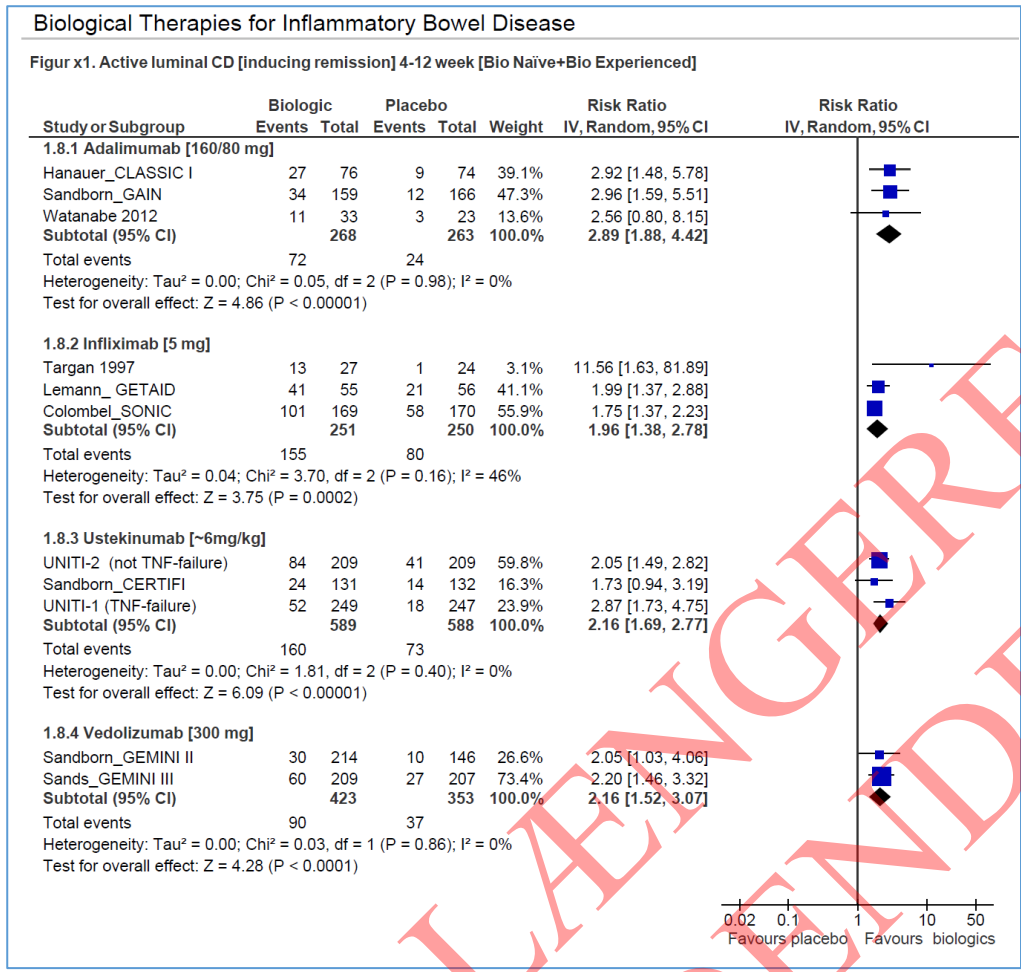 Biological Therapies for Inflammatory Bowel Disease
Figur x1. Active luminal CD [inducing remission] 4-12 week [Bio Naïve+Bio Experienced]
Biologic Placebo Risk Ratio Risk Ratio
Study or Subgroup Events Total Events Total Weight IV, Random, 95% CI IV, Random, 95% CI
1.8.1 Adalimumab [160/80 mg]
Hanauer_CLASSIC I 27 76 9 74 39.1% 2.92 [1.48, 5.78]
Sandborn_GAIN 34 159 12 166 47.3% 2.96 [1.59, 5.51]
Watanabe 2012 11 33 3 23 13.6% 2.56 [0.80, 8.15]
Subtotal (95% CI) 268 263 100.0% 2.89 [1.88, 4.42]
Total events 72 24
Heterogeneity: Tau² = 0.00; Chi² = 0.05, df = 2 (P = 0.98); I² = 0%
Test for overall effect: Z = 4.86 (P < 0.00001)
1.8.2 Infliximab [5 mg]
Targan 1997 13 27 1 24 3.1% 11.56 [1.63, 81.89]
Lemann_ GETAID 41 55 21 56 41.1% 1.99 [1.37, 2.88]
Colombel_SONIC 101 169 58 170 55.9% 1.75 [1.37, 2.23]
Subtotal (95% CI) 251 250 100.0% 1.96 [1.38, 2.78]
Total events 155 80
Heterogeneity: Tau² = 0.04; Chi² = 3.70, df = 2 (P = 0.16); I² = 46%
Test for overall effect: Z = 3.75 (P = 0.0002)
1.8.3 Ustekinumab [~6mg/kg]
UNITI-2 (not TNF-failure) 84 209 41 209 59.8% 2.05 [1.49, 2.82]
Sandborn_CERTIFI 24 131 14 132 16.3% 1.73 [0.94, 3.19]
UNITI-1 (TNF-failure) 52 249 18 247 23.9% 2.87 [1.73, 4.75]
Subtotal (95% CI) 589 588 100.0% 2.16 [1.69, 2.77]
Total events 160 73
Heterogeneity: Tau² = 0.00; Chi² = 1.81, df = 2 (P = 0.40); I² = 0%
Test for overall effect: Z = 6.09 (P < 0.00001)
1.8.4 Vedolizumab [300 mg]
Sandborn_GEMINI II 30 214 10 146 26.6% 2.05 [1.03, 4.06]
Sands_GEMINI III 60 209 27 207 73.4% 2.20 [1.46, 3.32]
Subtotal (95% CI) 423 353 100.0% 2.16 [1.52, 3.07]
Total events 90 37
Heterogeneity: Tau² = 0.00; Chi² = 0.03, df = 1 (P = 0.86); I² = 0%
Test for overall effect: Z = 4.28 (P < 0.0001)
0.02 0.1 1 10 50
Favours placebo Favours biologics
LÆNGERE